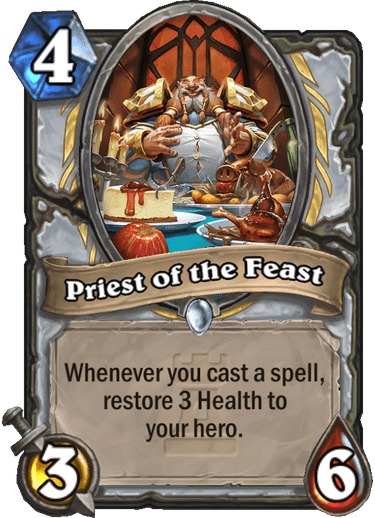 4
Priest of the Feast
Whenever you cast a spell,
restore 3 Health to
your hero.
3
6